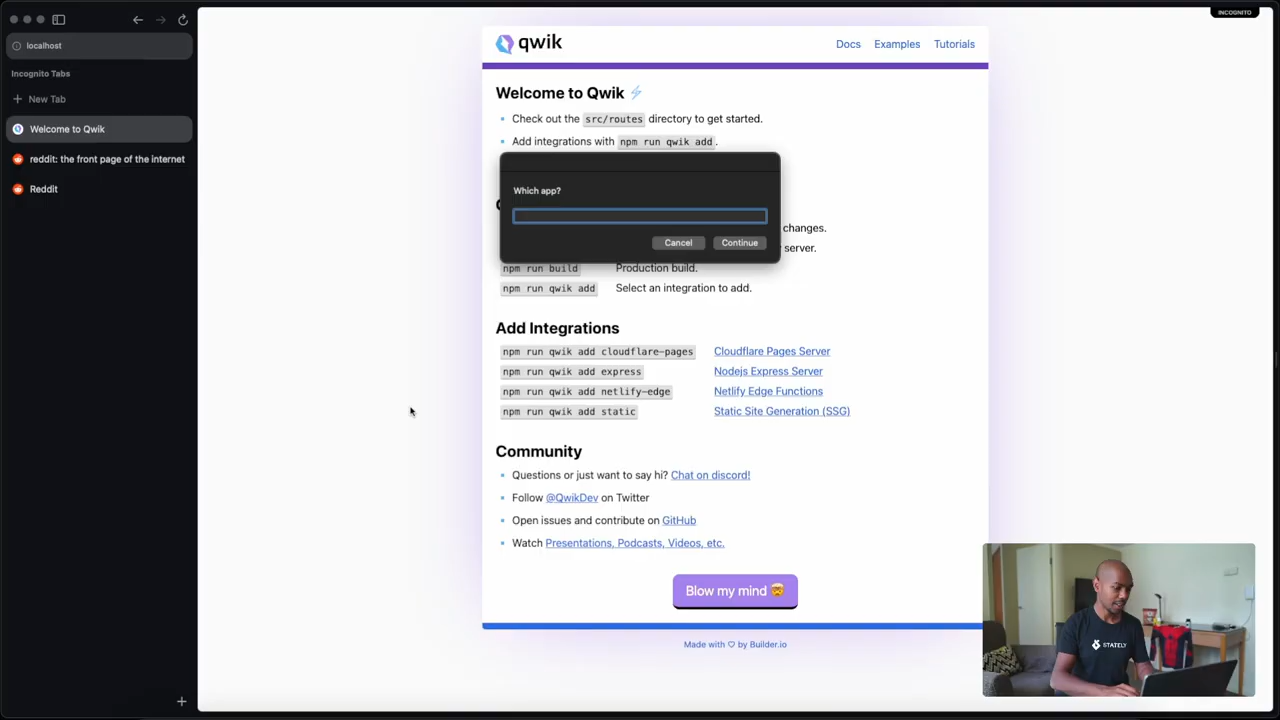 INCOGNITO
localhost
Incognito Tabs
New Tab
Welcome to Qwik
reddit: the front page of the internet
Reddit
qwik
Docs Examples Tutorials
Welcome to Qwik ⚡
Check out the src/routes directory to get started.
Add integrations with npm run qwik add.
Which app?
Cancel Continue
changes.
server.
npm run build Production build.
npm run qwik add Select an integration to add.
Add Integrations
npm run qwik add cloudflare-pages Cloudflare Pages Server
npm run qwik add express Nodejs Express Server
npm run qwik add netlify-edge Netlify Edge Functions
npm run qwik add static Static Site Generation (SSG)
Community
Questions or just want to say hi? Chat on discord!
Follow @QwikDev on Twitter
Open issues and contribute on GitHub
Watch Presentations, Podcasts, Videos, etc.
Blow my mind 🤯
Made with ♡ by Builder.io
STATELY